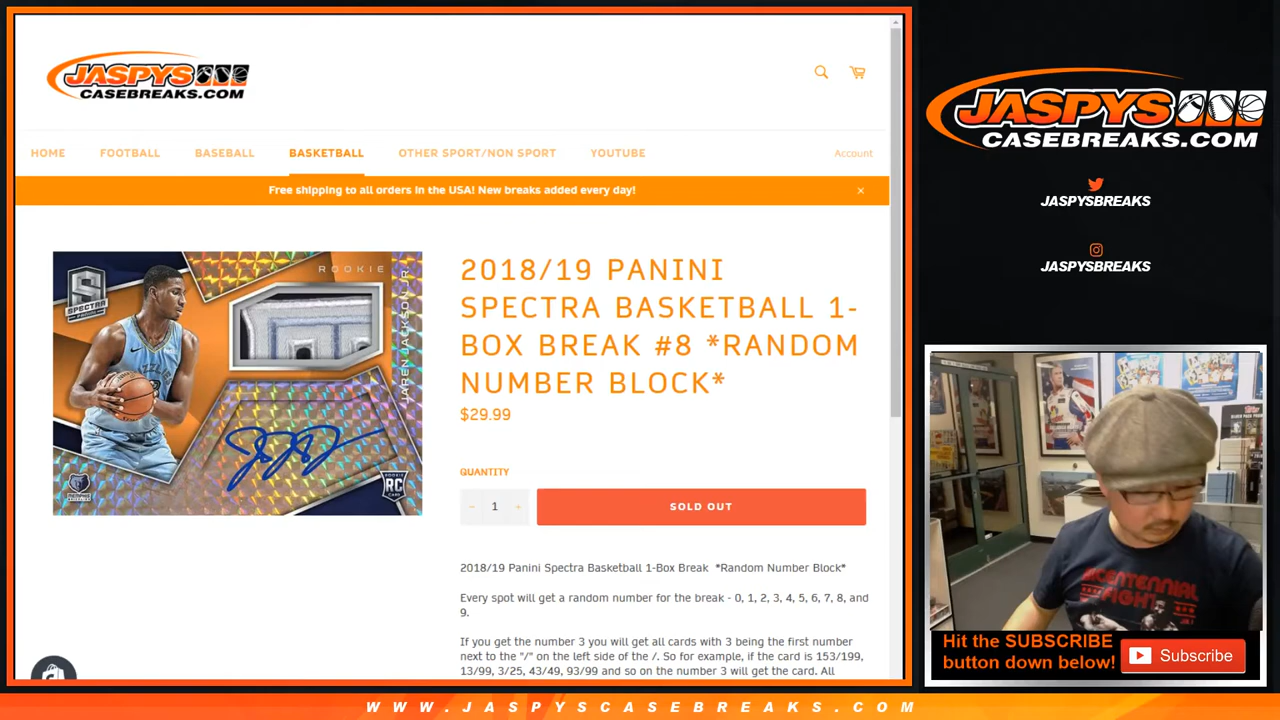 JASPYS
CASEBREAKS.COM
HOME
FOOTBALL
BASEBALL
BASKETBALL
OTHER SPORT/NON SPORT
YOUTUBE
Account
Free shipping to all orders in the USA! New breaks added every day!
×
SPECTRA
ROOKIE
JAREN JACKSON JR.
RC
2018/19 PANINI
SPECTRA BASKETBALL 1-
BOX BREAK #8 *RANDOM
NUMBER BLOCK*
$29.99
QUANTITY
− 1 +
SOLD OUT
2018/19 Panini Spectra Basketball 1-Box Break *Random Number Block*
Every spot will get a random number for the break - 0, 1, 2, 3, 4, 5, 6, 7, 8, and
9.
If you get the number 3 you will get all cards with 3 being the first number
next to the "/" on the left side of the /. So for example, if the card is 153/199,
13/99, 3/25, 43/49, 93/99 and so on the number 3 will get the card. All
JASPYS
CASEBREAKS.COM
JASPYSBREAKS
JASPYSBREAKS
BICENTENNIAL
FIGHT
Hit the SUBSCRIBE
button down below!
Subscribe
WWW.JASPYSCASEBREAKS.COM